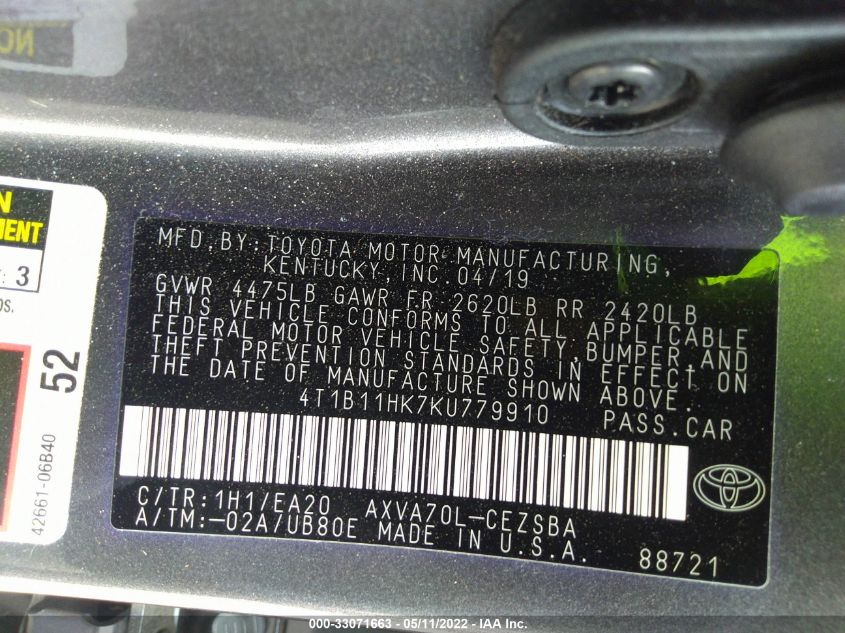 MFD. BY: TOYOTA MOTOR MANUFACTURING,
KENTUCKY, INC. 04/19
GVWR 4475LB GAWR FR 2620LB RR 2420LB
THIS VEHICLE CONFORMS TO ALL APPLICABLE
FEDERAL MOTOR VEHICLE SAFETY, BUMPER AND
THEFT PREVENTION STANDARDS IN EFFECT ON
THE DATE OF MANUFACTURE SHOWN ABOVE.
4T1B11HK7KU779910 PASS. CAR
C/TR: 1H1/EA20 AXVA70L-CEZSBA
A/TM: -02A/UB80E MADE IN U.S.A.
88721
TOYOTA
3
52
42661-06B40
000-33071663 - 05/11/2022 - IAA Inc.